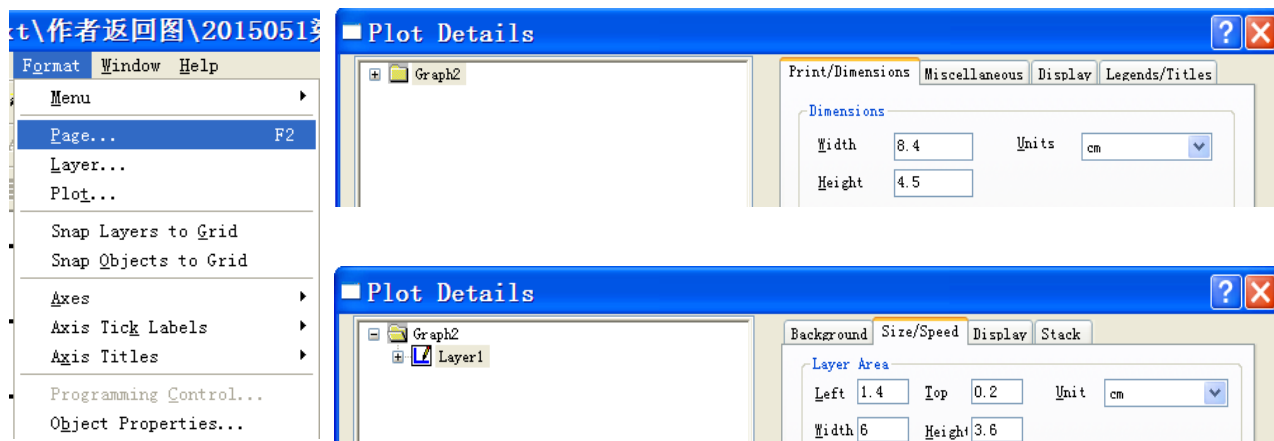 t\作者返回图\2015051
Format Window Help
Menu
Page... F2
Layer...
Plot...
Snap Layers to Grid
Snap Objects to Grid
Axes
Axis Tick Labels
Axis Titles
Programming Control...
Object Properties...
Plot Details
Graph2
Print/Dimensions Miscellaneous Display Legends/Titles
Dimensions
Width 8.4 Units cm
Height 4.5
Plot Details
Graph2
Layer1
Background Size/Speed Display Stack
Layer Area
Left 1.4 Top 0.2 Unit cm
Width 6 Height 3.6